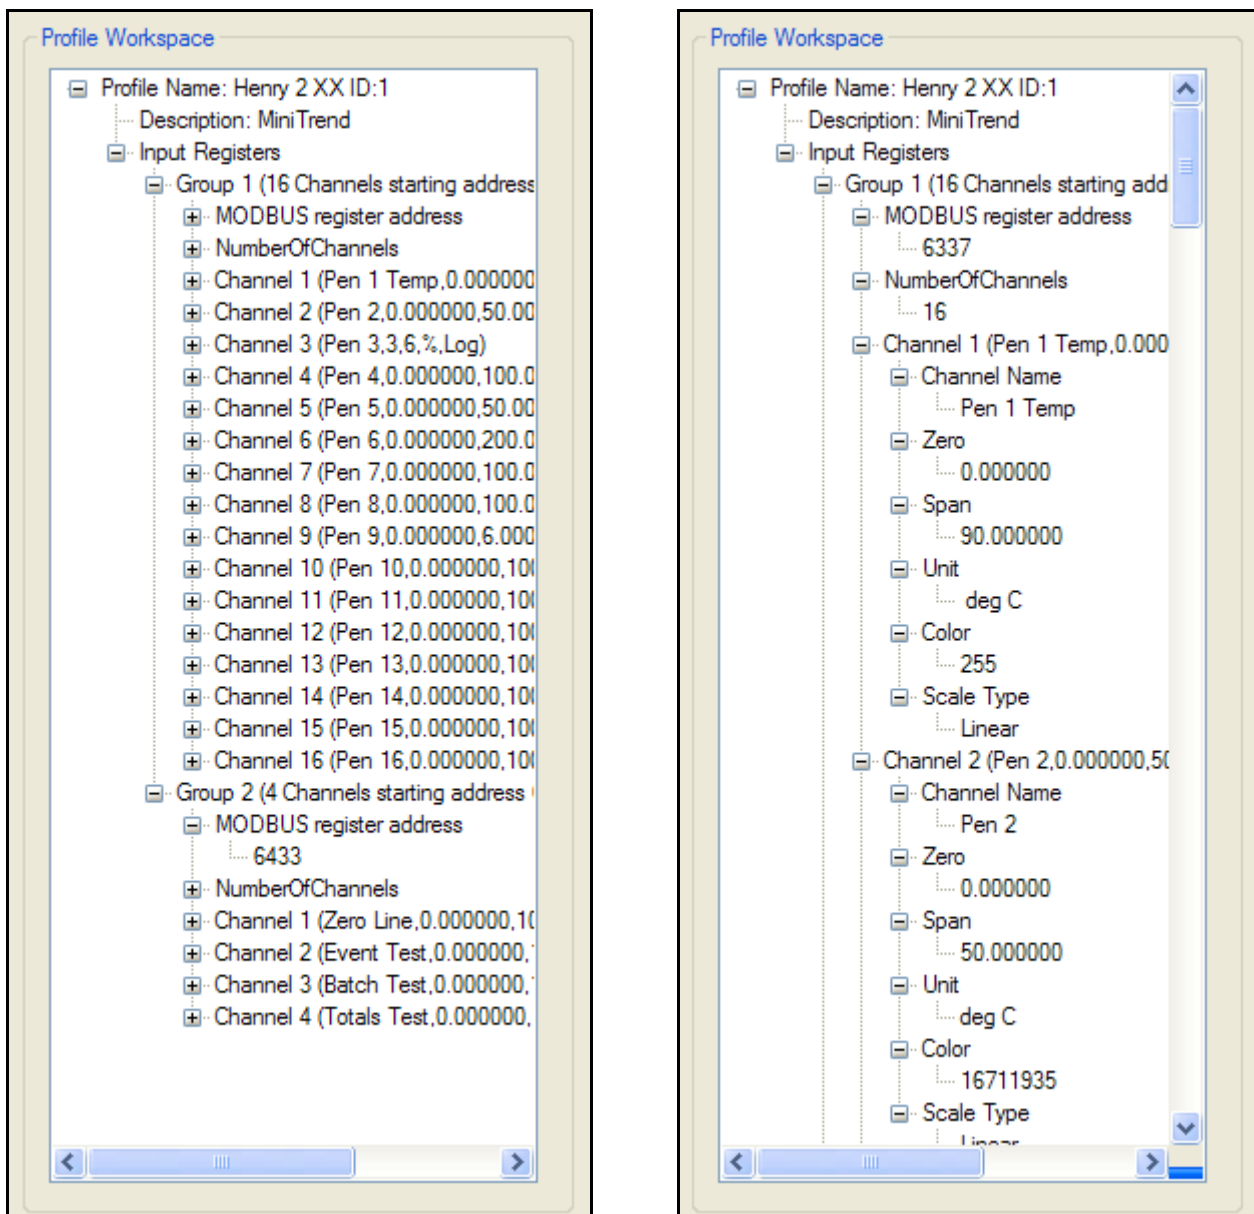 Profile Workspace
Profile Name: Henry 2 XX ID:1
Description: MiniTrend
Input Registers
Group 1 (16 Channels starting address
MODBUS register address
NumberOfChannels
Channel 1 (Pen 1 Temp,0.000000
Channel 2 (Pen 2,0.000000,50.00
Channel 3 (Pen 3,3,6,%,Log)
Channel 4 (Pen 4,0.000000,100.0
Channel 5 (Pen 5,0.000000,50.00
Channel 6 (Pen 6,0.000000,200.0
Channel 7 (Pen 7,0.000000,100.0
Channel 8 (Pen 8,0.000000,100.0
Channel 9 (Pen 9,0.000000,6.000
Channel 10 (Pen 10,0.000000,100
Channel 11 (Pen 11,0.000000,100
Channel 12 (Pen 12,0.000000,100
Channel 13 (Pen 13,0.000000,100
Channel 14 (Pen 14,0.000000,100
Channel 15 (Pen 15,0.000000,100
Channel 16 (Pen 16,0.000000,100
Group 2 (4 Channels starting address
MODBUS register address
6433
NumberOfChannels
Channel 1 (Zero Line,0.000000,10
Channel 2 (Event Test,0.000000,
Channel 3 (Batch Test,0.000000,
Channel 4 (Totals Test,0.000000,
Profile Workspace
Profile Name: Henry 2 XX ID:1
Description: MiniTrend
Input Registers
Group 1 (16 Channels starting add
MODBUS register address
6337
NumberOfChannels
16
Channel 1 (Pen 1 Temp,0.000
Channel Name
Pen 1 Temp
Zero
0.000000
Span
90.000000
Unit
deg C
Color
255
Scale Type
Linear
Channel 2 (Pen 2,0.000000,50
Channel Name
Pen 2
Zero
0.000000
Span
50.000000
Unit
deg C
Color
16711935
Scale Type
Linear